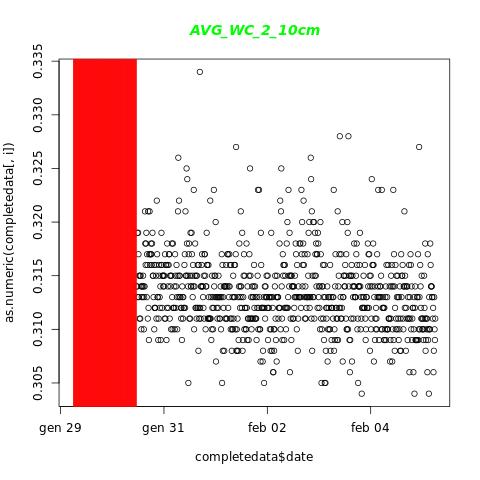 AVG_WC_2_10cm
as.numeric(completedata[, i])
0.335
0.330
0.325
0.320
0.315
0.310
0.305
gen 29
gen 31
feb 02
feb 04
completedata$date